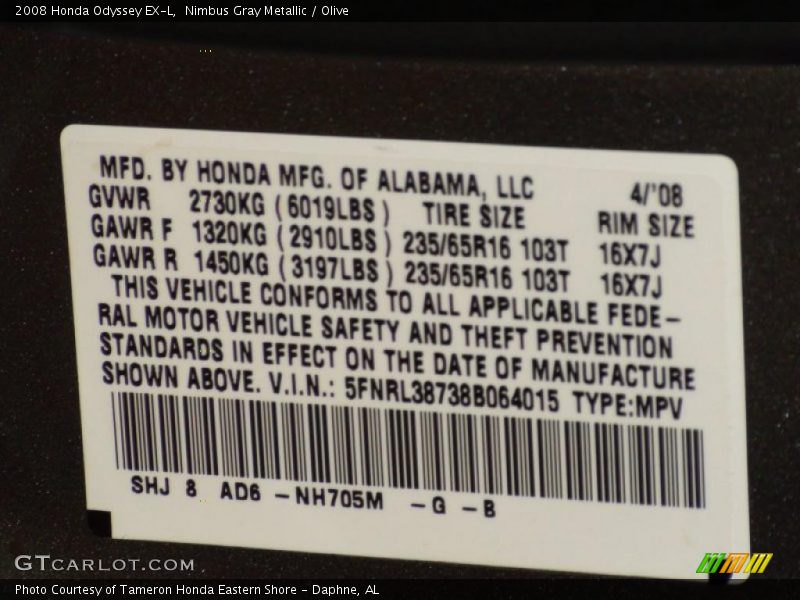 2008 Honda Odyssey EX-L,  Nimbus Gray Metallic / Olive
MFD. BY HONDA MFG. OF ALABAMA, LLC 4/'08
GVWR 2730KG (6019LBS) TIRE SIZE RIM SIZE
GAWR F 1320KG (2910LBS) 235/65R16 103T 16X7J
GAWR R 1450KG (3197LBS) 235/65R16 103T 16X7J
THIS VEHICLE CONFORMS TO ALL APPLICABLE FEDE-
RAL MOTOR VEHICLE SAFETY AND THEFT PREVENTION
STANDARDS IN EFFECT ON THE DATE OF MANUFACTURE
SHOWN ABOVE. V.I.N.: 5FNRL38738B064015 TYPE:MPV
SHJ 8 AD6 -NH705M -G -B
GTCARLOT.COM
Photo Courtesy of Tameron Honda Eastern Shore - Daphne, AL